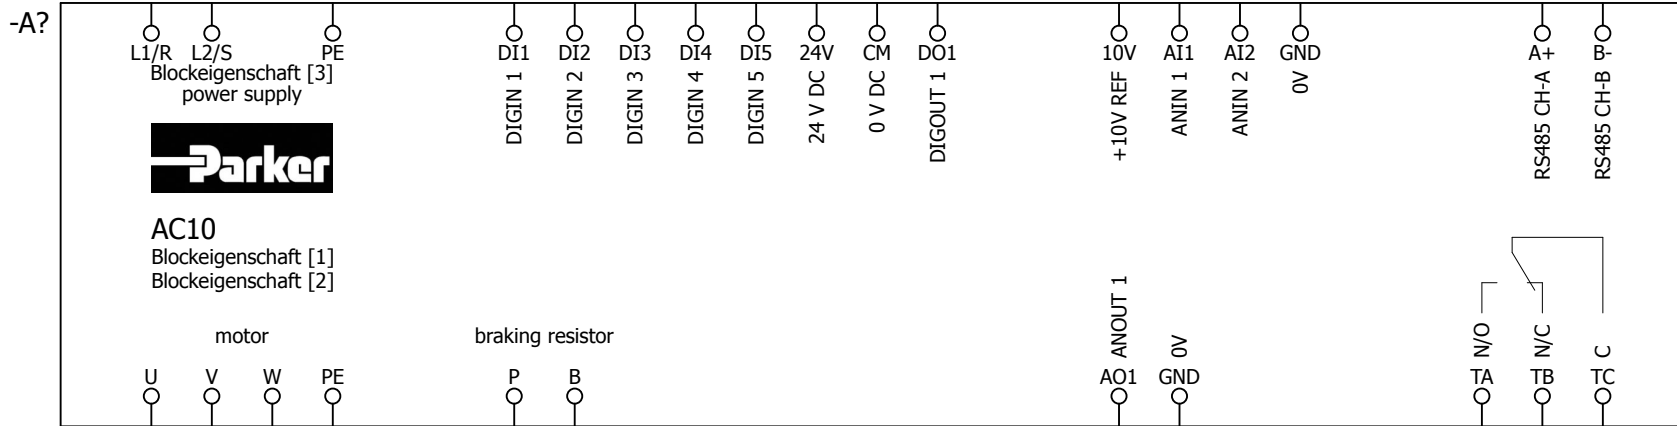 -A?
L1/R L2/S PE DI1 DI2 DI3 DI4 DI5 24V CM DO1 10V AI1 AI2 GND A+ B-
Blockeigenschaft [3]
power supply
DIGIN 1
DIGIN 2
DIGIN 3
DIGIN 4
DIGIN 5
24 V DC
0 V DC
DIGOUT 1
+10V REF
ANIN 1
ANIN 2
0V
RS485 CH-A
RS485 CH-B
Parker
AC10
Blockeigenschaft [1]
Blockeigenschaft [2]
motor
braking resistor
ANOUT 1
0V
N/O
N/C
C
U V W PE P B AO1 GND TA TB TC